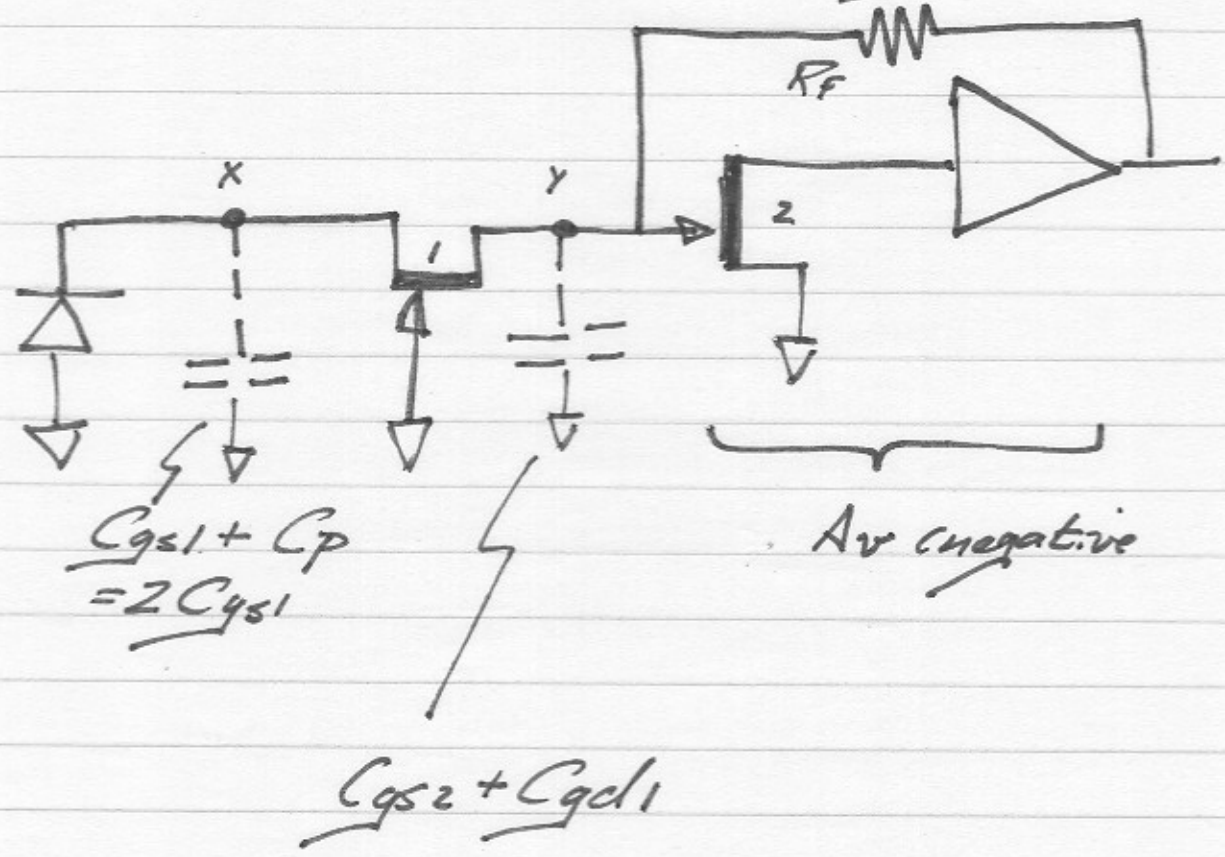 RF
X
Y
1
2
Cgs1 + Cp
= 2Cgs1
Av (negative
Cgs2 + Cgd1